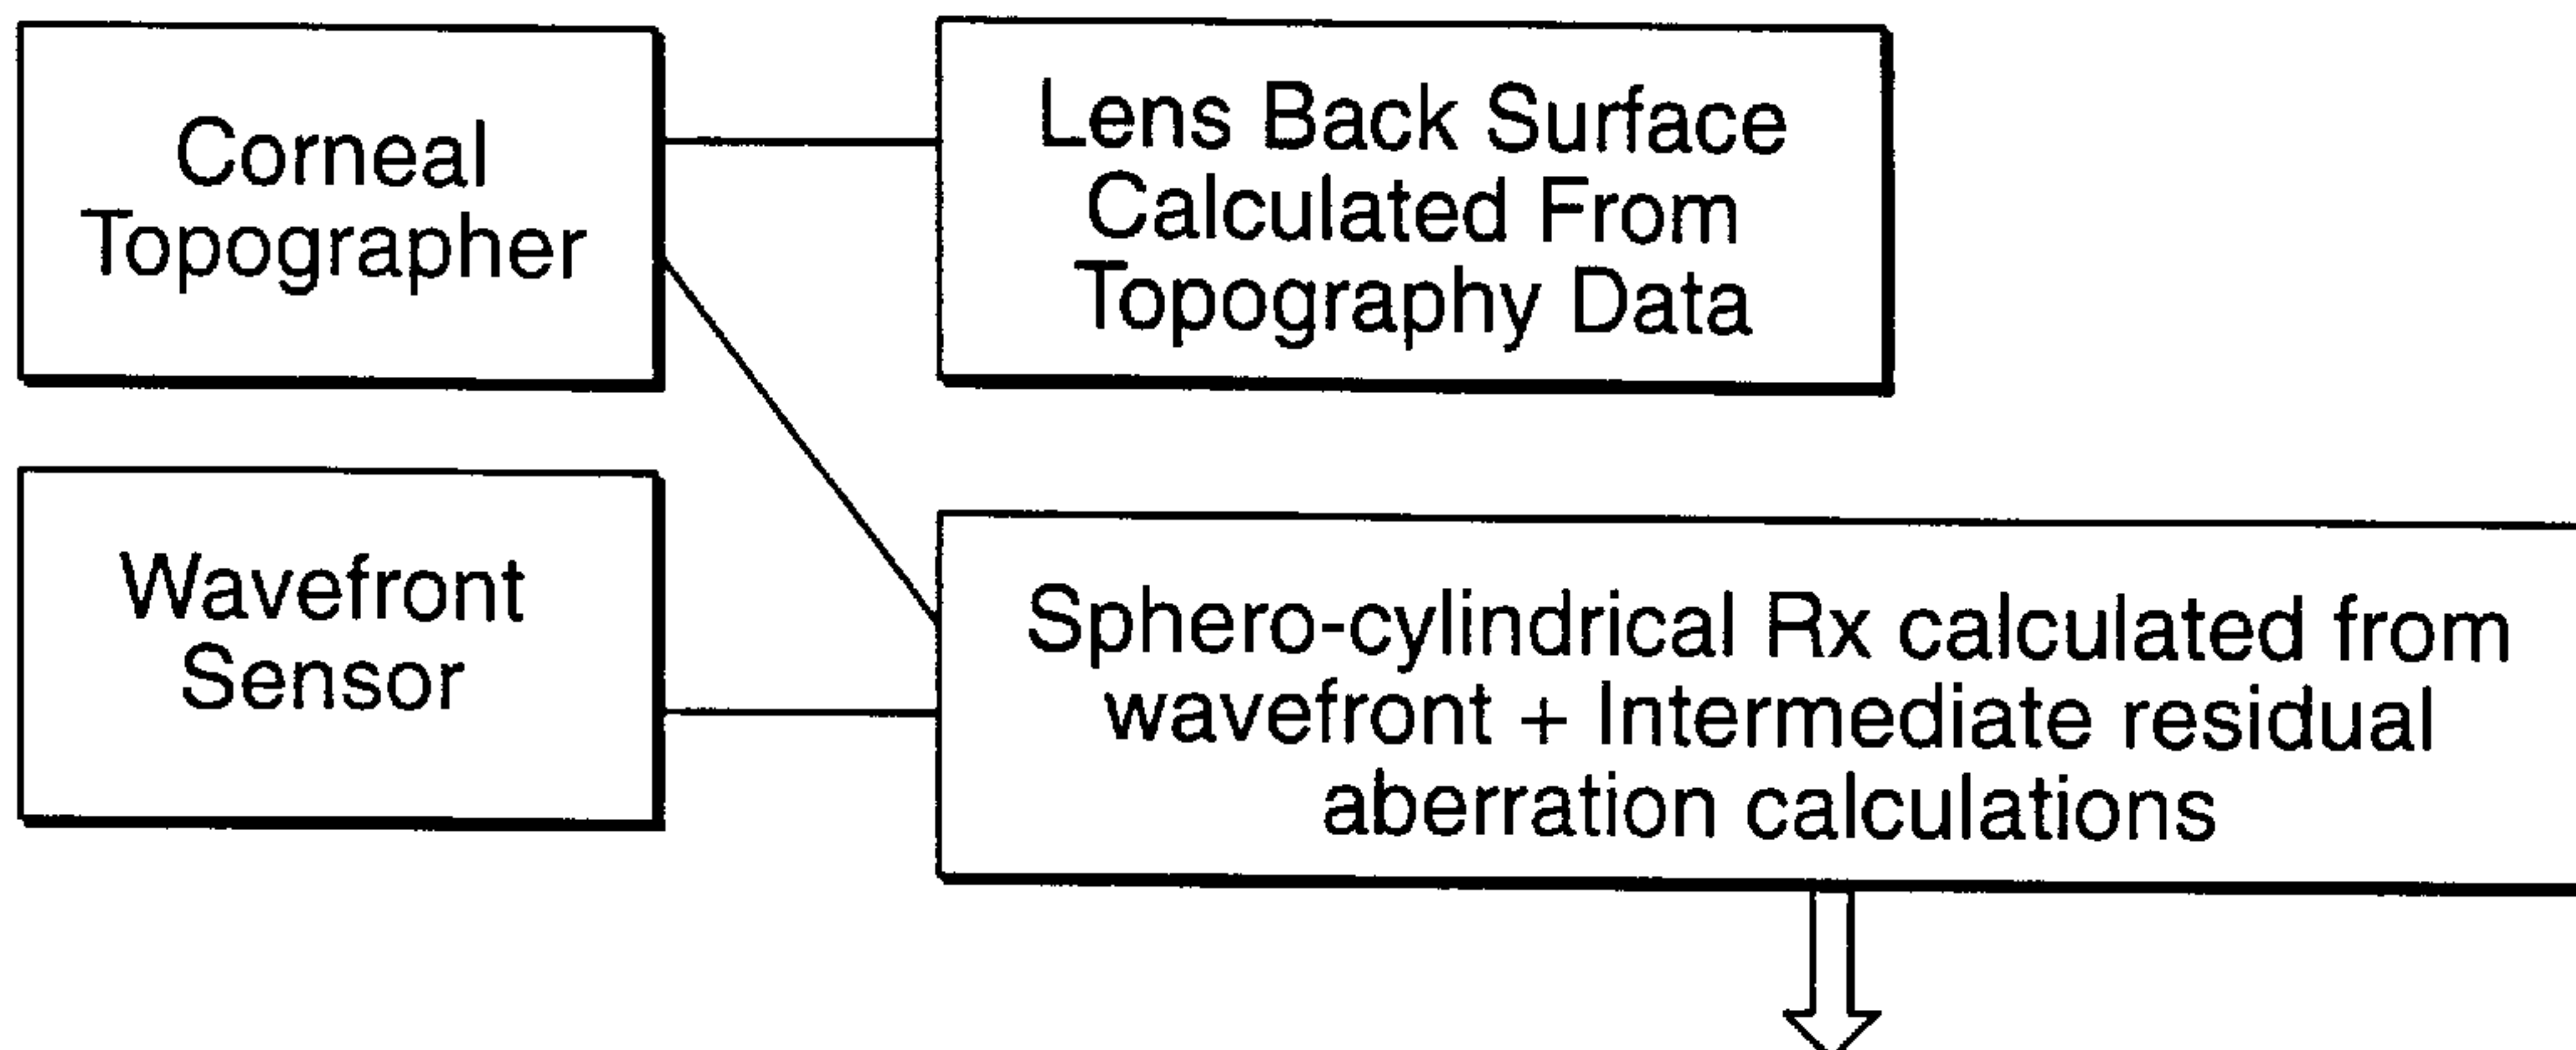 Corneal
Topographer
Lens Back Surface
Calculated From
Topography Data
Wavefront
Sensor
Sphero-cylindrical Rx calculated from
wavefront + Intermediate residual
aberration calculations